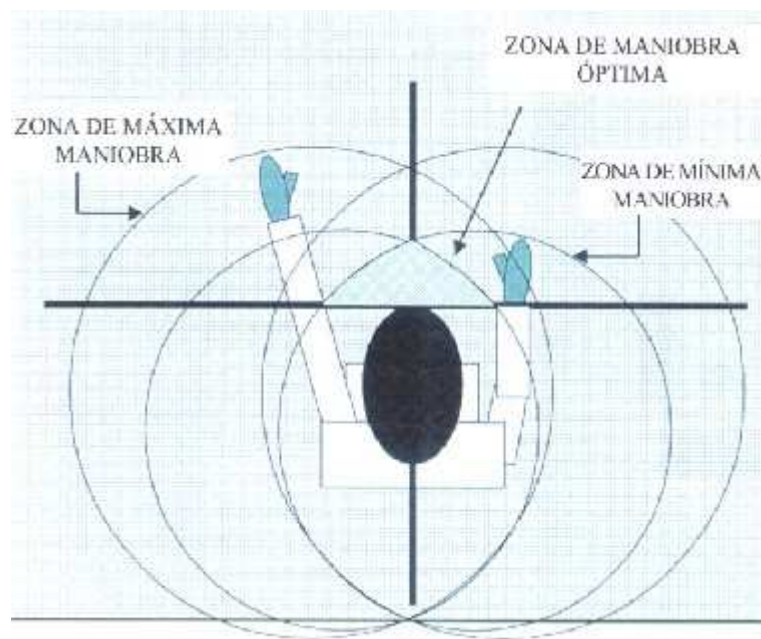 ZONA DE MANIOBRA
ÓPTIMA
ZONA DE MÁXIMA
MANIOBRA
ZONA DE MÍNIMA
MANIOBRA